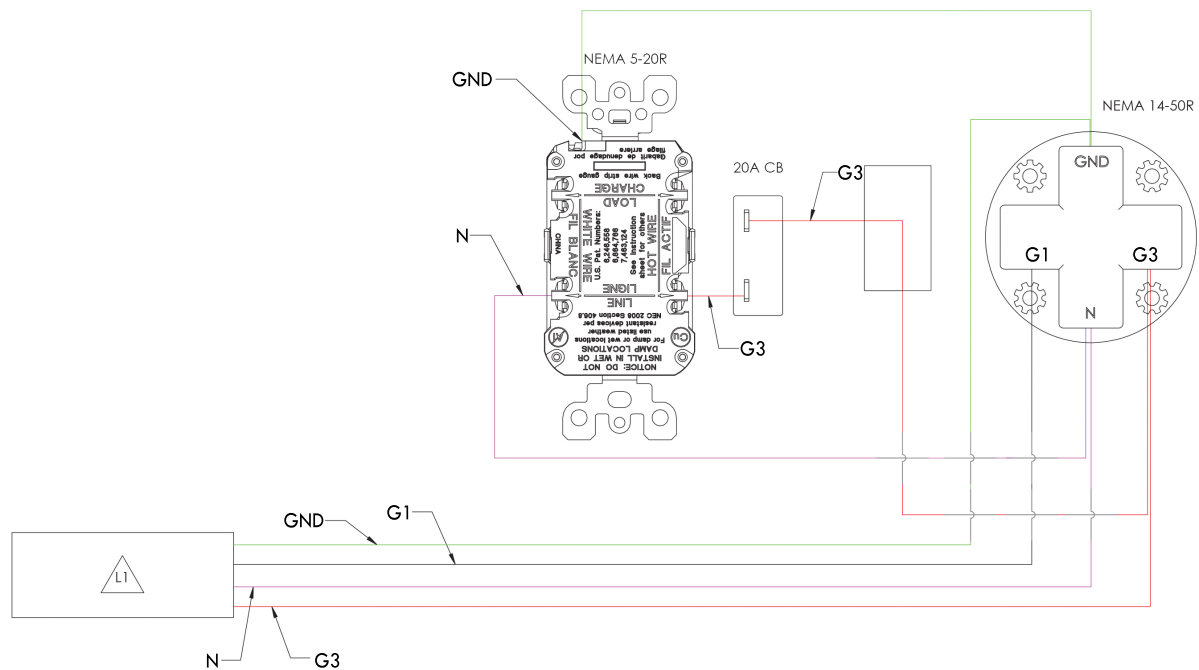 NEMA 5-20R
GND
NEMA 14-50R
GND
20A CB
G3
G1
G3
N
N
G3
Gabarit de denudage por
filage arriere
Back wire strip gauge
CHARGE
LOAD
WHITE WIRE
FIL BLANC
HOT WIRE
FIL ACTIF
CHINA
U.S. Pat. Numbers:
6,246,558
6,864,766
7,463,124
See instruction
sheet for others
LIGNE
LINE
NOTICE: DO NOT
INSTALL IN WET OR
DAMP LOCATIONS
For damp or wet locations
use listed weather
resistant devices per
NEC 2008 Section 406.8
Al
Cu
G1
GND
L1
N
G3